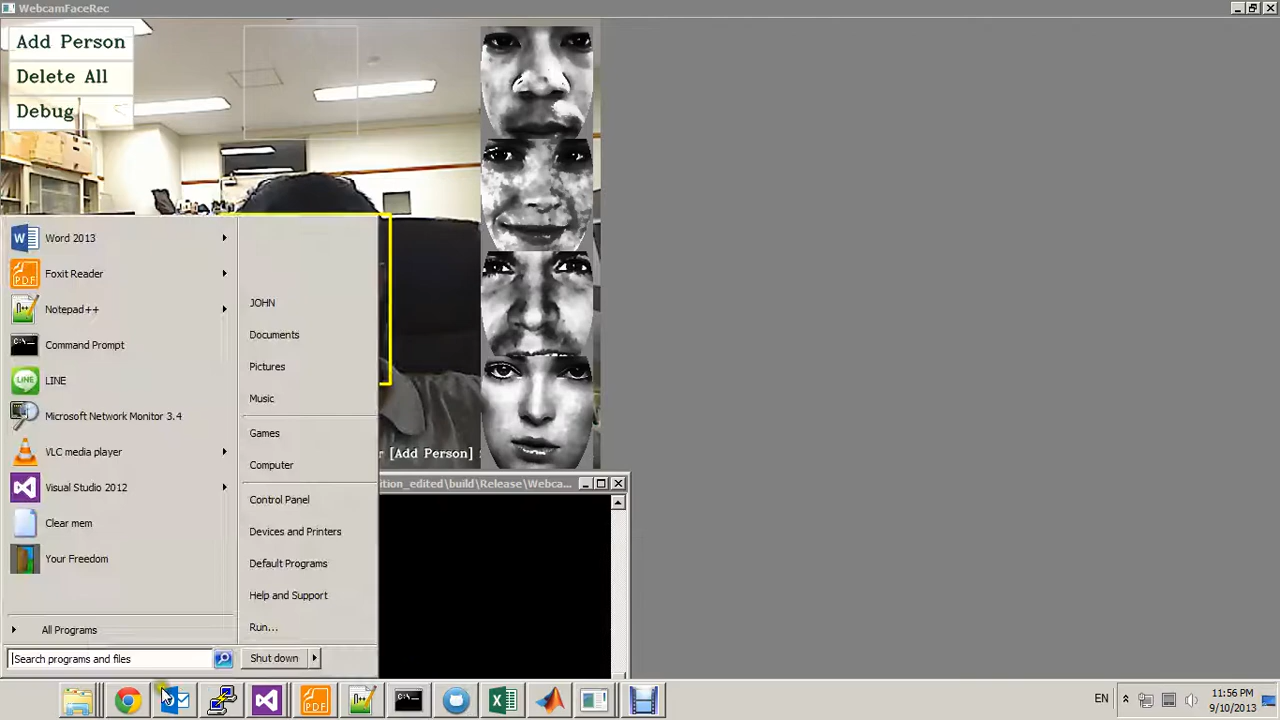 WebcamFaceRec
Add Person
Delete All
Debug
Word 2013
Foxit Reader
Notepad++
Command Prompt
LINE
Microsoft Network Monitor 3.4
VLC media player
Visual Studio 2012
Clear mem
Your Freedom
All Programs
Search programs and files
JOHN
Documents
Pictures
Music
Games
Computer
Control Panel
Devices and Printers
Default Programs
Help and Support
Run...
Shut down
r [Add Person]
ition_edited\build\Release\Webca...
EN
11:56 PM
9/10/2013